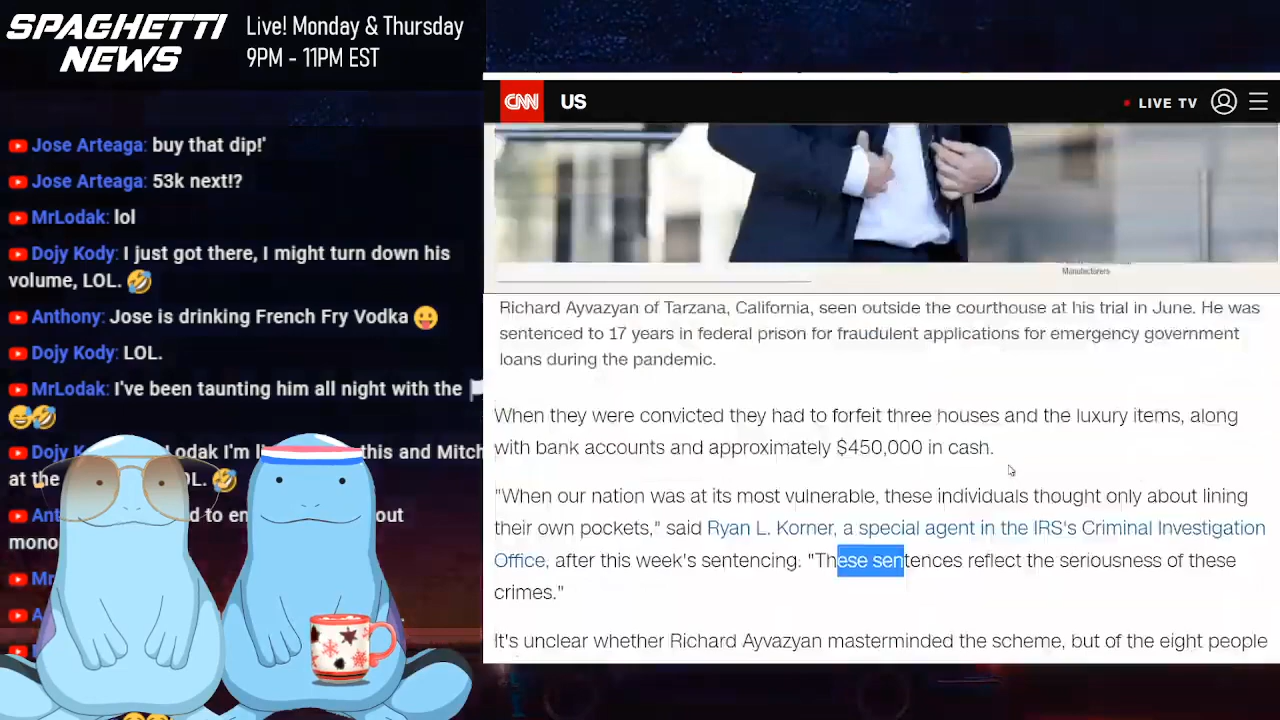 SPAGHETTI
NEWS
Live! Monday & Thursday
9PM - 11PM EST
Jose Arteaga: buy that dip!'
Jose Arteaga: 53k next!?
MrLodak: lol
Dojy Kody: I just got there, I might turn down his
volume, LOL. 🤣
Anthony: Jose is drinking French Fry Vodka 😛
Dojy Kody: LOL.
MrLodak: I've been taunting him all night with the
😅🤣
Dojy this and Mitch
at the
out
mono
CNN US
LIVE TV
Manufacturers
Richard Ayvazyan of Tarzana, California, seen outside the courthouse at his trial in June. He was
sentenced to 17 years in federal prison for fraudulent applications for emergency government
loans during the pandemic.
When they were convicted they had to forfeit three houses and the luxury items, along
with bank accounts and approximately $450,000 in cash.
"When our nation was at its most vulnerable, these individuals thought only about lining
their own pockets," said Ryan L. Korner, a special agent in the IRS's Criminal Investigation
Office, after this week's sentencing. "These sentences reflect the seriousness of these
crimes."
It's unclear whether Richard Ayvazyan masterminded the scheme, but of the eight people